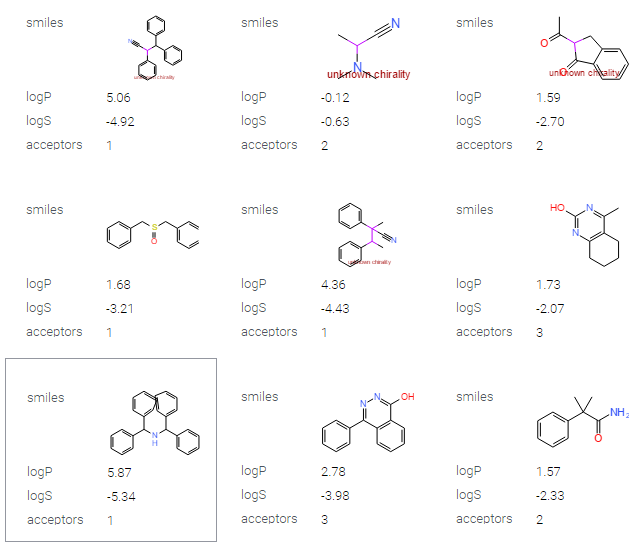 smiles smiles smiles
N N O
N O
unknown chirality unknown chirality unknown chirality
logP 5.06 logP -0.12 logP 1.59
logS -4.92 logS -0.63 logS -2.70
acceptors 1 acceptors 2 acceptors 2
smiles smiles smiles
S O N HO N N
unknown chirality
logP 1.68 logP 4.36 logP 1.73
logS -3.21 logS -4.43 logS -2.07
acceptors 1 acceptors 1 acceptors 3
smiles smiles smiles
N H N N OH NH2 O
logP 5.87 logP 2.78 logP 1.57
logS -5.34 logS -3.98 logS -2.33
acceptors 1 acceptors 3 acceptors 2